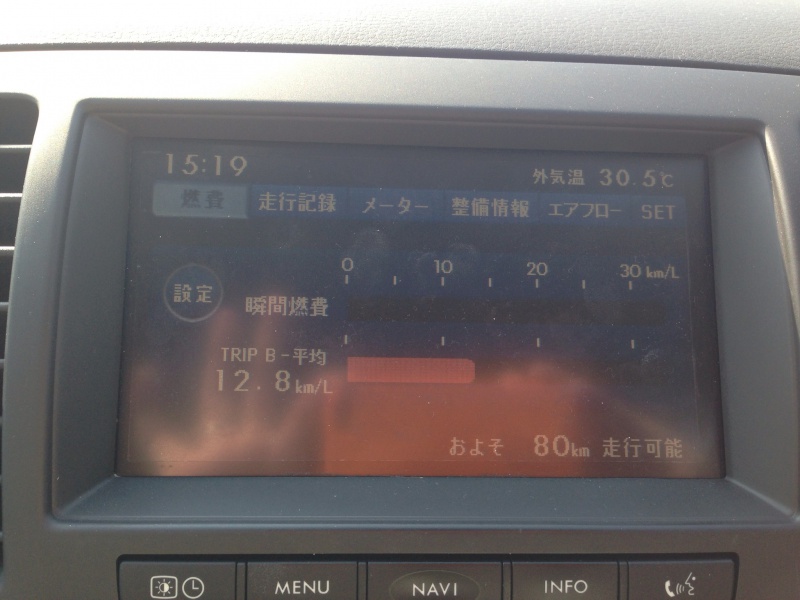 15:19
外気温 30.5℃
燃費 走行記録 メーター 整備情報 エアフロー SET
0 10 20 30 km/L
設定
瞬間燃費
TRIP B -平均
12.8km/L
およそ 80km 走行可能
MENU NAVI INFO